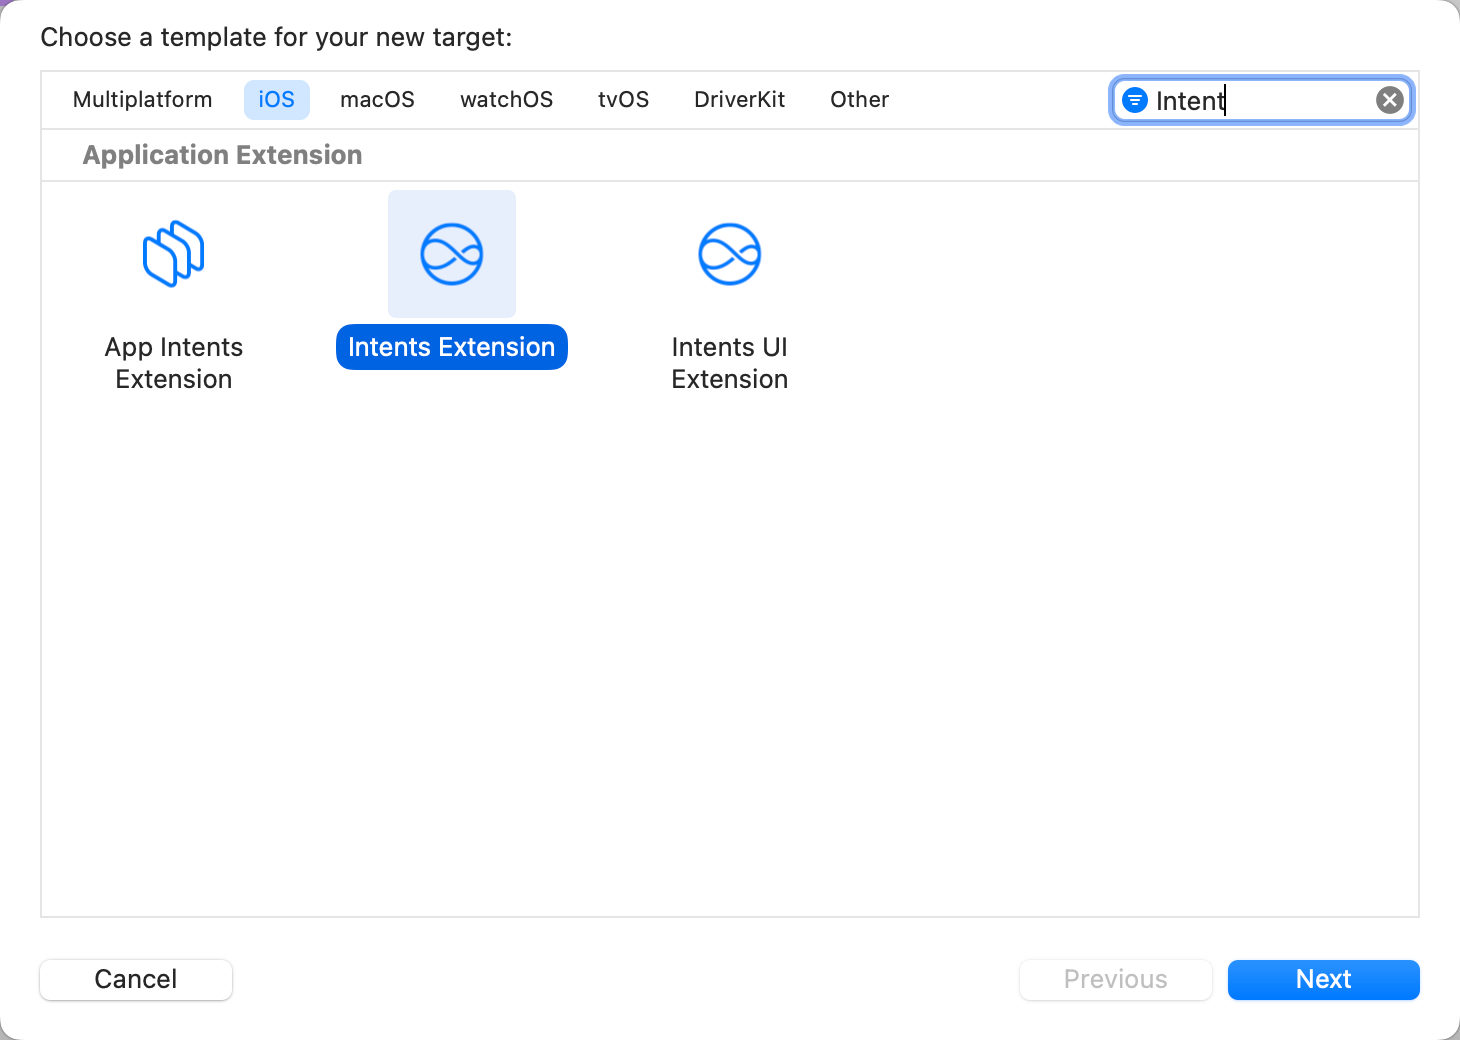 Choose a template for your new target:
Multiplatform iOS macOS watchOS tvOS DriverKit Other Intent
Application Extension
App Intents Extension
Intents Extension
Intents UI Extension
Cancel Previous Next